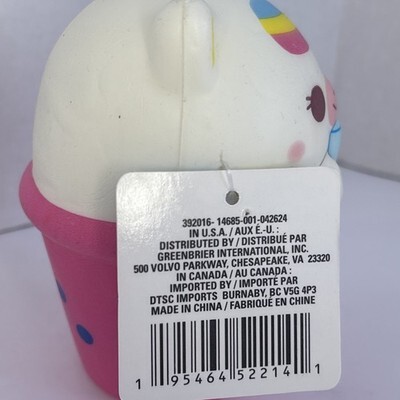 392016- 14685-001-042624
IN U.S.A. / AUX É.-U. :
DISTRIBUTED BY / DISTRIBUÉ PAR
GREENBRIER INTERNATIONAL, INC.
500 VOLVO PARKWAY, CHESAPEAKE, VA 23320
IN CANADA / AU CANADA :
IMPORTED BY / IMPORTÉ PAR
DTSC IMPORTS BURNABY, BC V5G 4P3
MADE IN CHINA / FABRIQUÉ EN CHINE
1 95464 52214 1